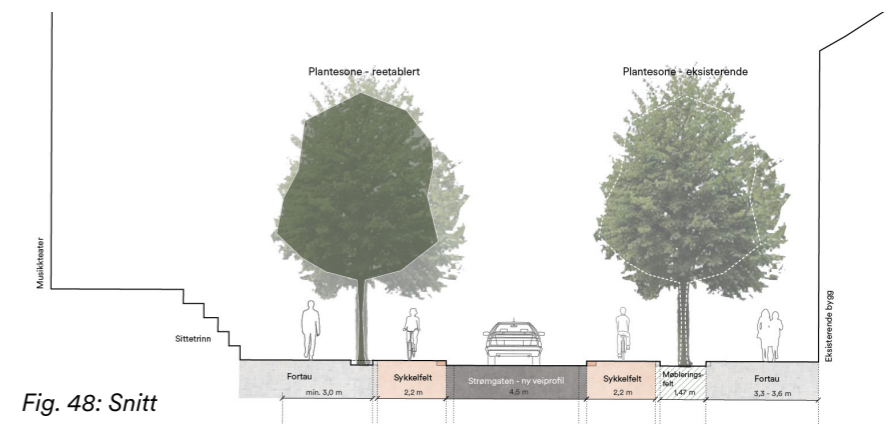 Plantesone - reetablert
Plantesone - eksisterende
Musikkteater
Sittetrinn
Eksisterende bygg
Fortau
min. 3,0 m
Sykkelfelt
2,2 m
Strømgaten - ny veiprofil
4,5 m
Sykkelfelt
2,2 m
Møblerings-
felt
1,47 m
Fortau
3,3 - 3,6 m
Fig. 48: Snitt